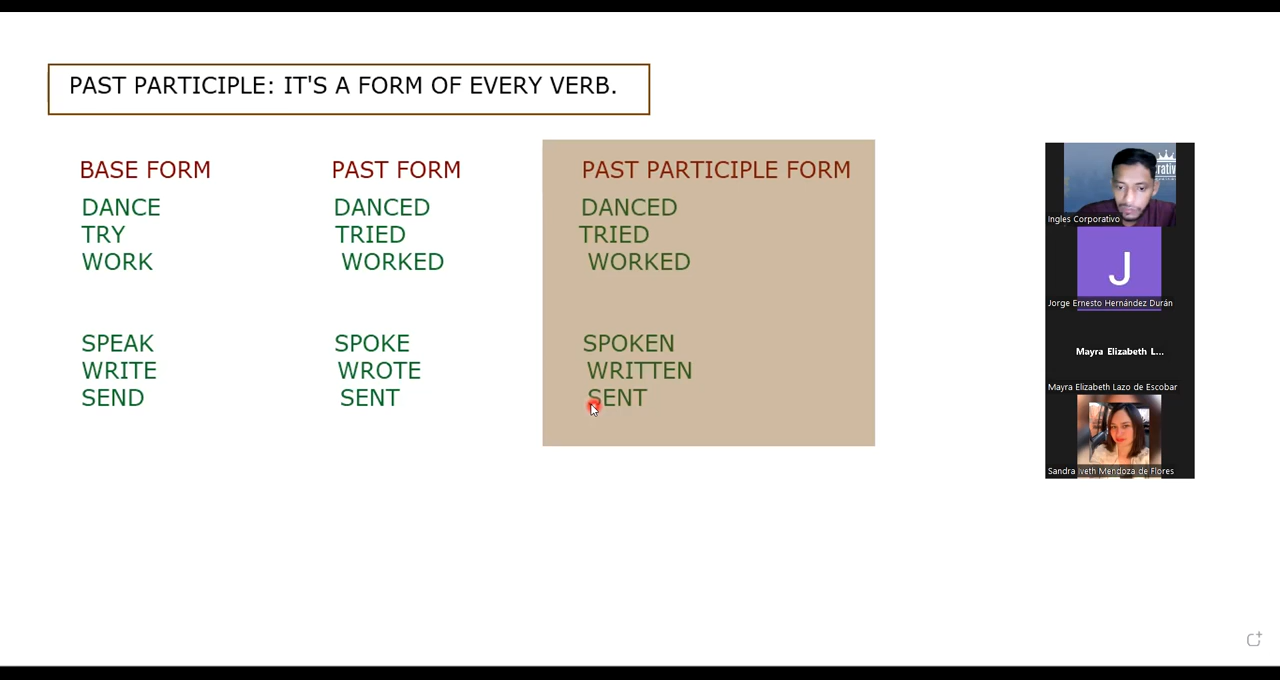 PAST PARTICIPLE: IT'S A FORM OF EVERY VERB.
BASE FORM PAST FORM PAST PARTICIPLE FORM
DANCE DANCED DANCED
TRY TRIED TRIED
WORK WORKED WORKED
SPEAK SPOKE SPOKEN
WRITE WROTE WRITTEN
SEND SENT SENT
Ingles Corporativo
J
Jorge Ernesto Hernández Durán
Mayra Elizabeth L...
Mayra Elizabeth Lazo de Escobar
Sandra Iveth Mendoza de Flores